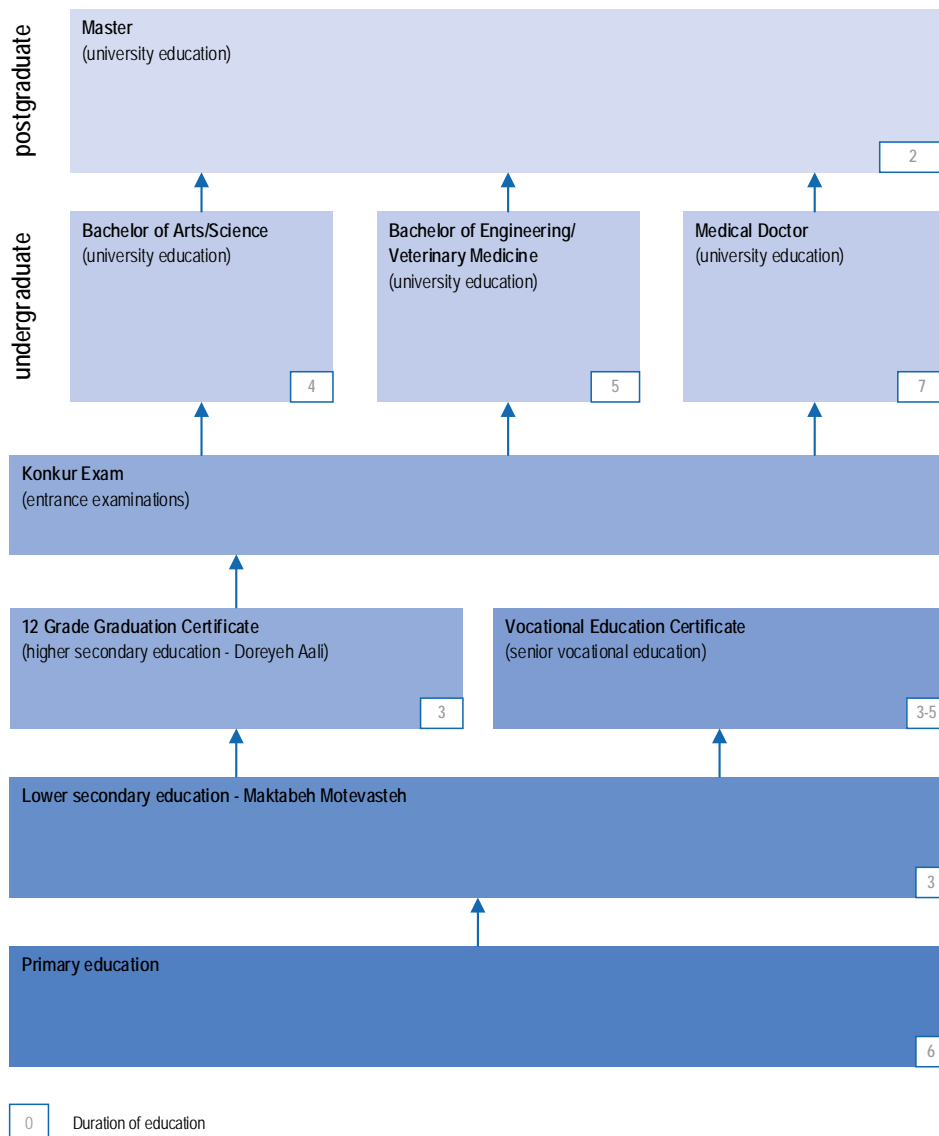 postgraduate
Master
(university education)
2
undergraduate
Bachelor of Arts/Science
(university education)
4
Bachelor of Engineering/
Veterinary Medicine
(university education)
5
Medical Doctor
(university education)
7
Konkur Exam
(entrance examinations)
12 Grade Graduation Certificate
(higher secondary education - Doreyeh Aali)
3
Vocational Education Certificate
(senior vocational education)
3-5
Lower secondary education - Maktabeh Motevasteh
3
Primary education
6
0 Duration of education